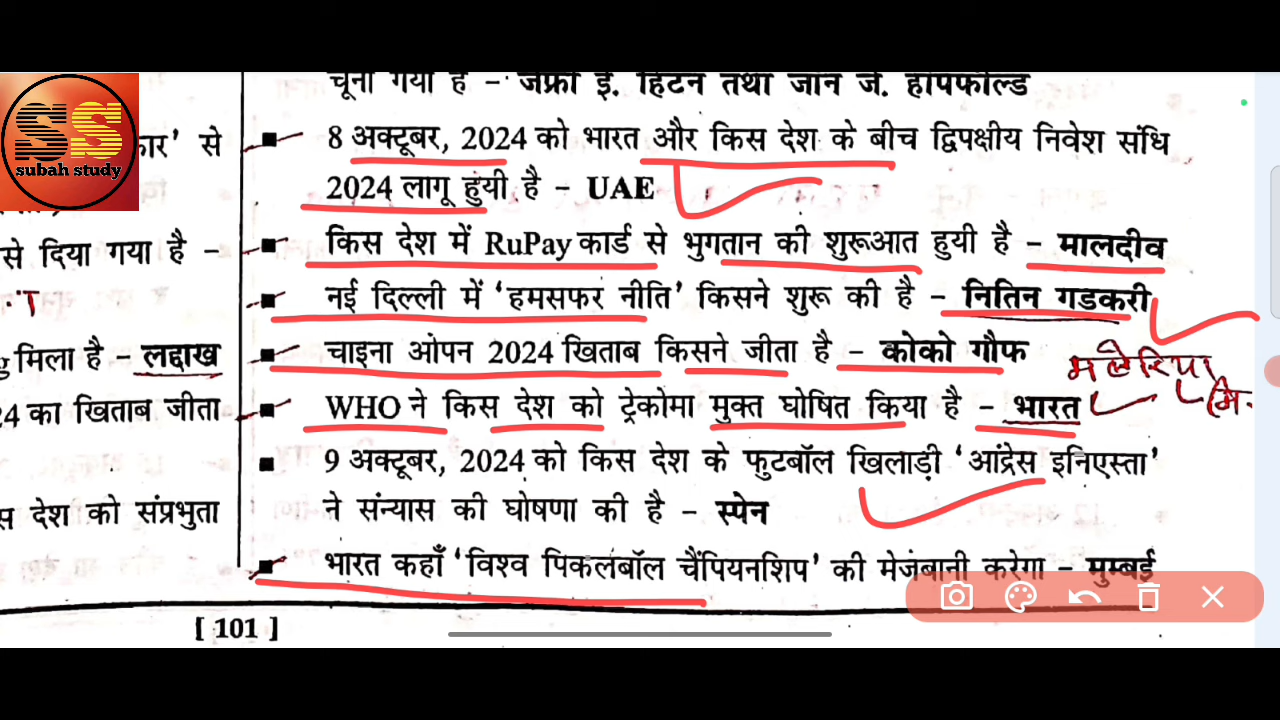 SS
subah study
कार' से
से दिया गया है –
मिला है – लद्दाख
24 का खिताब जीता
स देश को संप्रभुता
चूना गया है – जेफ्री ई. हिंटन तथा जॉन जे. हॉपफील्ड
▪ 8 अक्टूबर, 2024 को भारत और किस देश के बीच द्विपक्षीय निवेश संधि
2024 लागू हुयी है – UAE
▪ किस देश में RuPay कार्ड से भुगतान की शुरूआत हुयी है – मालदीव
▪ नई दिल्ली में 'हमसफर नीति' किसने शुरू की है – नितिन गडकरी
▪ चाइना ओपन 2024 खिताब किसने जीता है – कोको गौफ
मलेरिया
मि.
▪ WHO ने किस देश को ट्रेकोमा मुक्त घोषित किया है – भारत
▪ 9 अक्टूबर, 2024 को किस देश के फुटबॉल खिलाड़ी 'आंद्रेस इनिएस्ता'
ने संन्यास की घोषणा की है – स्पेन
▪ भारत कहाँ 'विश्व पिकलबॉल चैंपियनशिप' की मेजबानी करेगा – मुम्बई
[ 101 ]